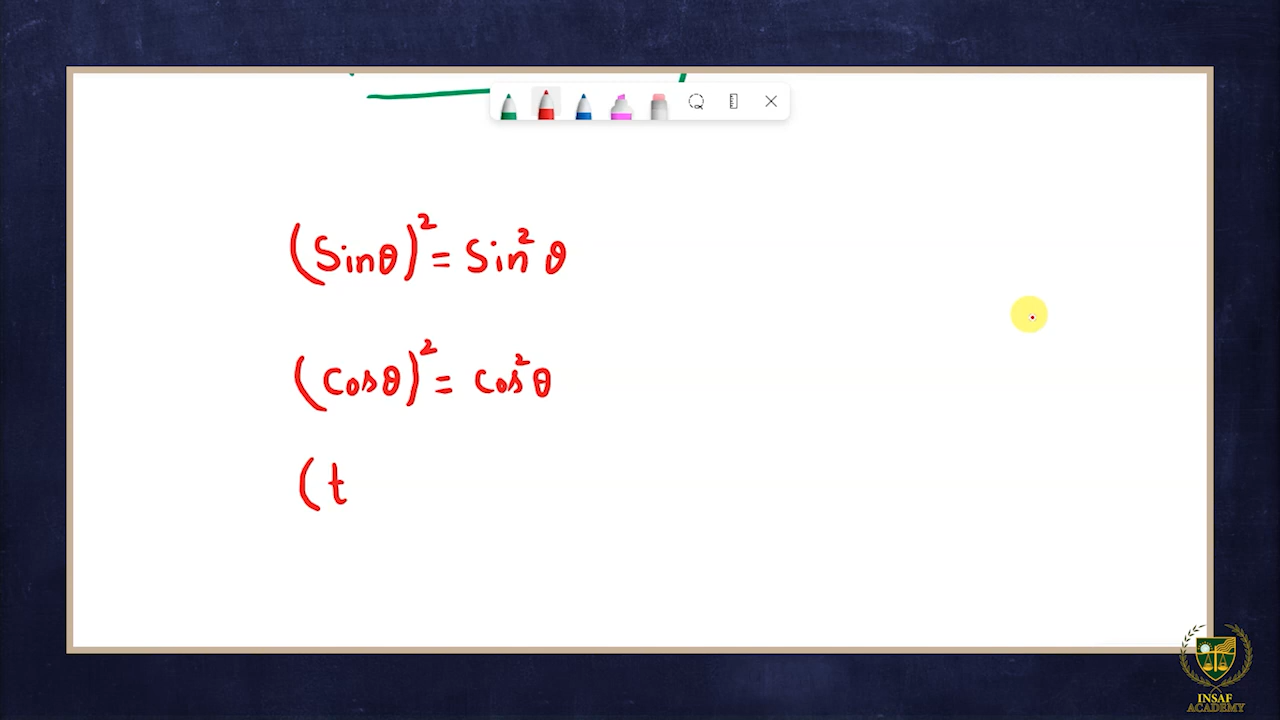 (Sinθ)² = Sin²θ
(Cosθ)² = Cos²θ
(t
INSAF
ACADEMY